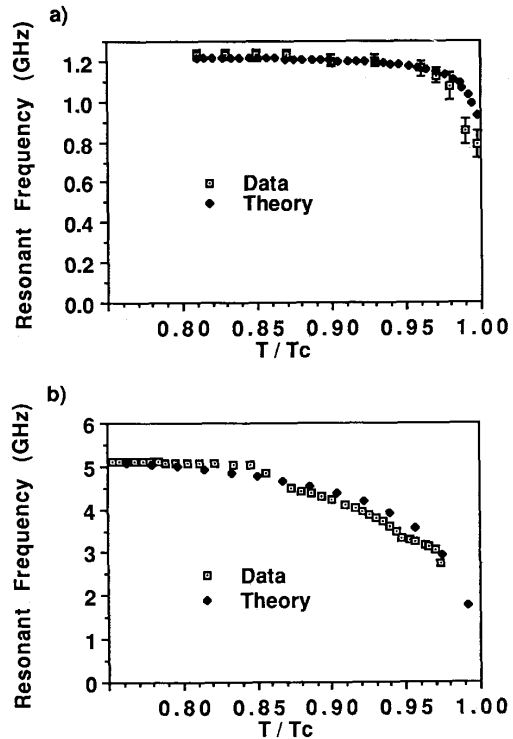 a)
Resonant Frequency (GHz)
1.2
1.0
0.8
0.6
0.4
0.2
0.0
Data
Theory
0.80 0.85 0.90 0.95 1.00
T / Tc
b)
Resonant Frequency (GHz)
6
5
4
3
2
1
0
Data
Theory
0.80 0.85 0.90 0.95 1.00
T / Tc